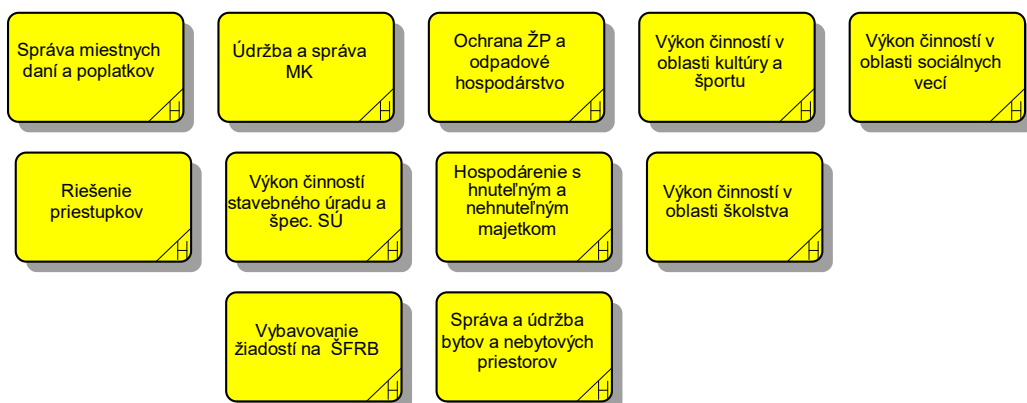 Správa miestnych
daní a poplatkov
H
Údržba a správa
MK
H
Ochrana ŽP a
odpadové
hospodárstvo
H
Výkon činností v
oblasti kultúry a
športu
H
Výkon činností v
oblasti sociálnych
vecí
H
Riešenie
priestupkov
H
Výkon činností
stavebného úradu a
špec. SÚ
H
Hospodárenie s
hnuteľným a
nehnuteľným
majetkom
H
Výkon činností v
oblasti školstva
H
Vybavovanie
žiadostí na ŠFRB
H
Správa a údržba
bytov a nebytových
priestorov
H